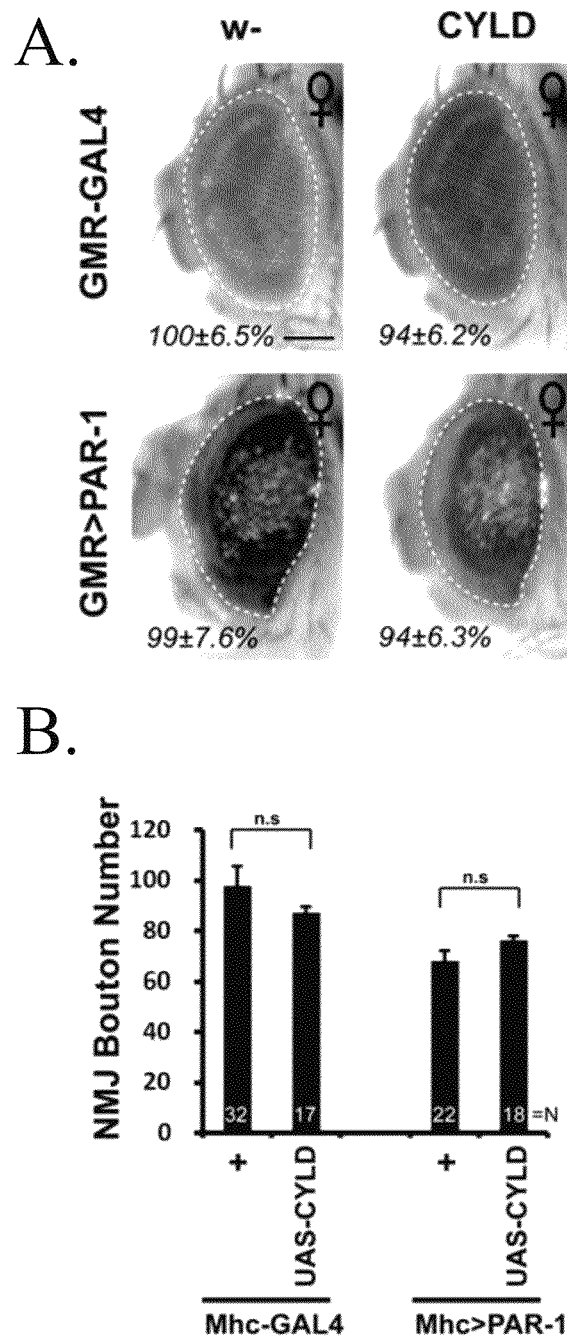 A.
w- CYLD
GMR-GAL4
♀ ♀
100±6.5% 94±6.2%
GMR>PAR-1
♀ ♀
99±7.6% 94±6.3%
B.
NMJ Bouton Number
120
100
80
60
40
20
0
n.s n.s
32 17 22 18 =N
+ UAS-CYLD + UAS-CYLD
Mhc-GAL4 Mhc>PAR-1